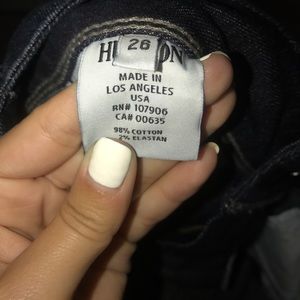 26
MADE IN
LOS ANGELES
USA
RN# 107906
CA# 00635
98% COTTON
2% ELASTAN